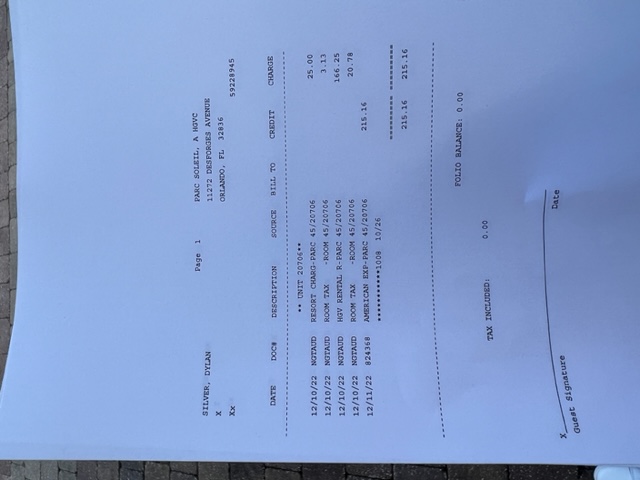 Page 1 PARC SOLEIL, A HGVC
SILVER, DYLAN 11272 DESFORGES AVENUE
X ORLANDO, FL 32836
Xx 59228945
DATE DOC# DESCRIPTION SOURCE BILL TO CREDIT CHARGE
** UNIT 20706**
12/10/22 NGTAUD RESORT CHARG-PARC 45/20706 25.00
12/10/22 NGTAUD ROOM TAX -ROOM 45/20706 3.13
12/10/22 NGTAUD HGV RENTAL R-PARC 45/20706 166.25
12/10/22 NGTAUD ROOM TAX -ROOM 45/20706 20.78
12/11/22 824368 AMERICAN EXP-PARC 45/20706 215.16
***********1008 10/26
========= =========
215.16 215.16
FOLIO BALANCE: 0.00
TAX INCLUDED: 0.00
X
Guest Signature Date